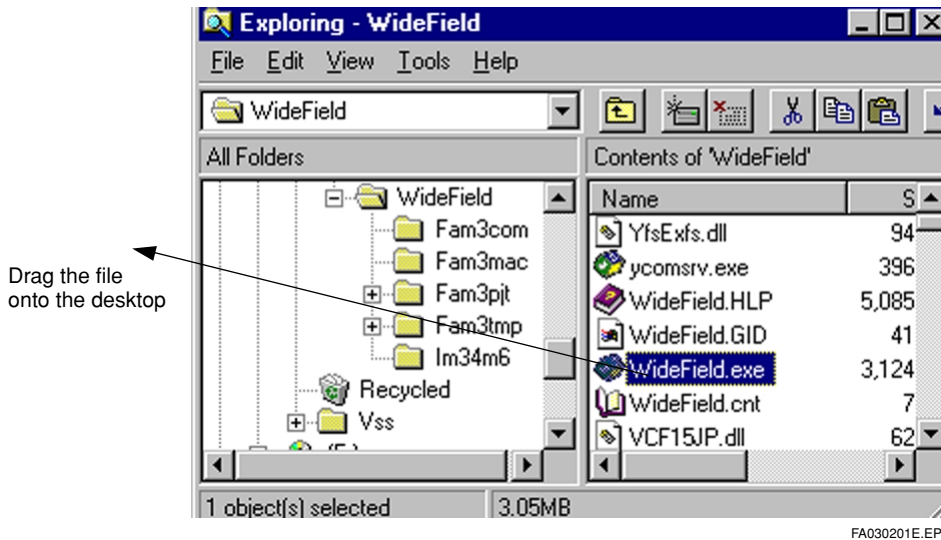 Exploring - WideField
File Edit View Tools Help
WideField
All Folders
Contents of 'WideField'
WideField
Fam3com
Fam3mac
Fam3pjt
Fam3tmp
Im34m6
Recycled
Vss
Name S
YfsExfs.dll 94
ycomsrv.exe 396
WideField.HLP 5,085
WideField.GID 41
WideField.exe 3,124
WideField.cnt 7
VCF15JP.dll 62
1 object(s) selected 3.05MB
Drag the file
onto the desktop
FA030201E.EP